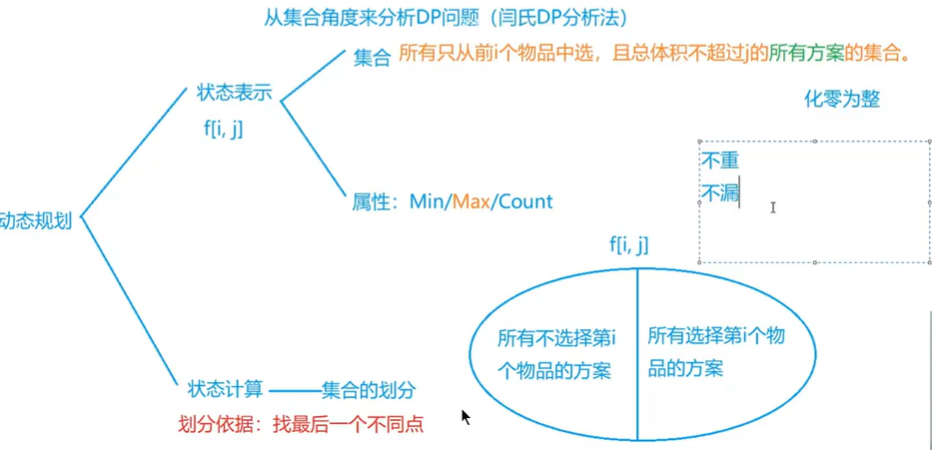 从集合角度来分析DP问题（闫氏DP分析法）
集合 所有只从前i个物品中选，且总体积不超过j的所有方案的集合。
状态表示
f[i, j]
化零为整
不重
不漏
属性：Min/Max/Count
动态规划
f[i, j]
所有不选择第i
个物品的方案
所有选择第i个物
品的方案
状态计算 集合的划分
划分依据：找最后一个不同点